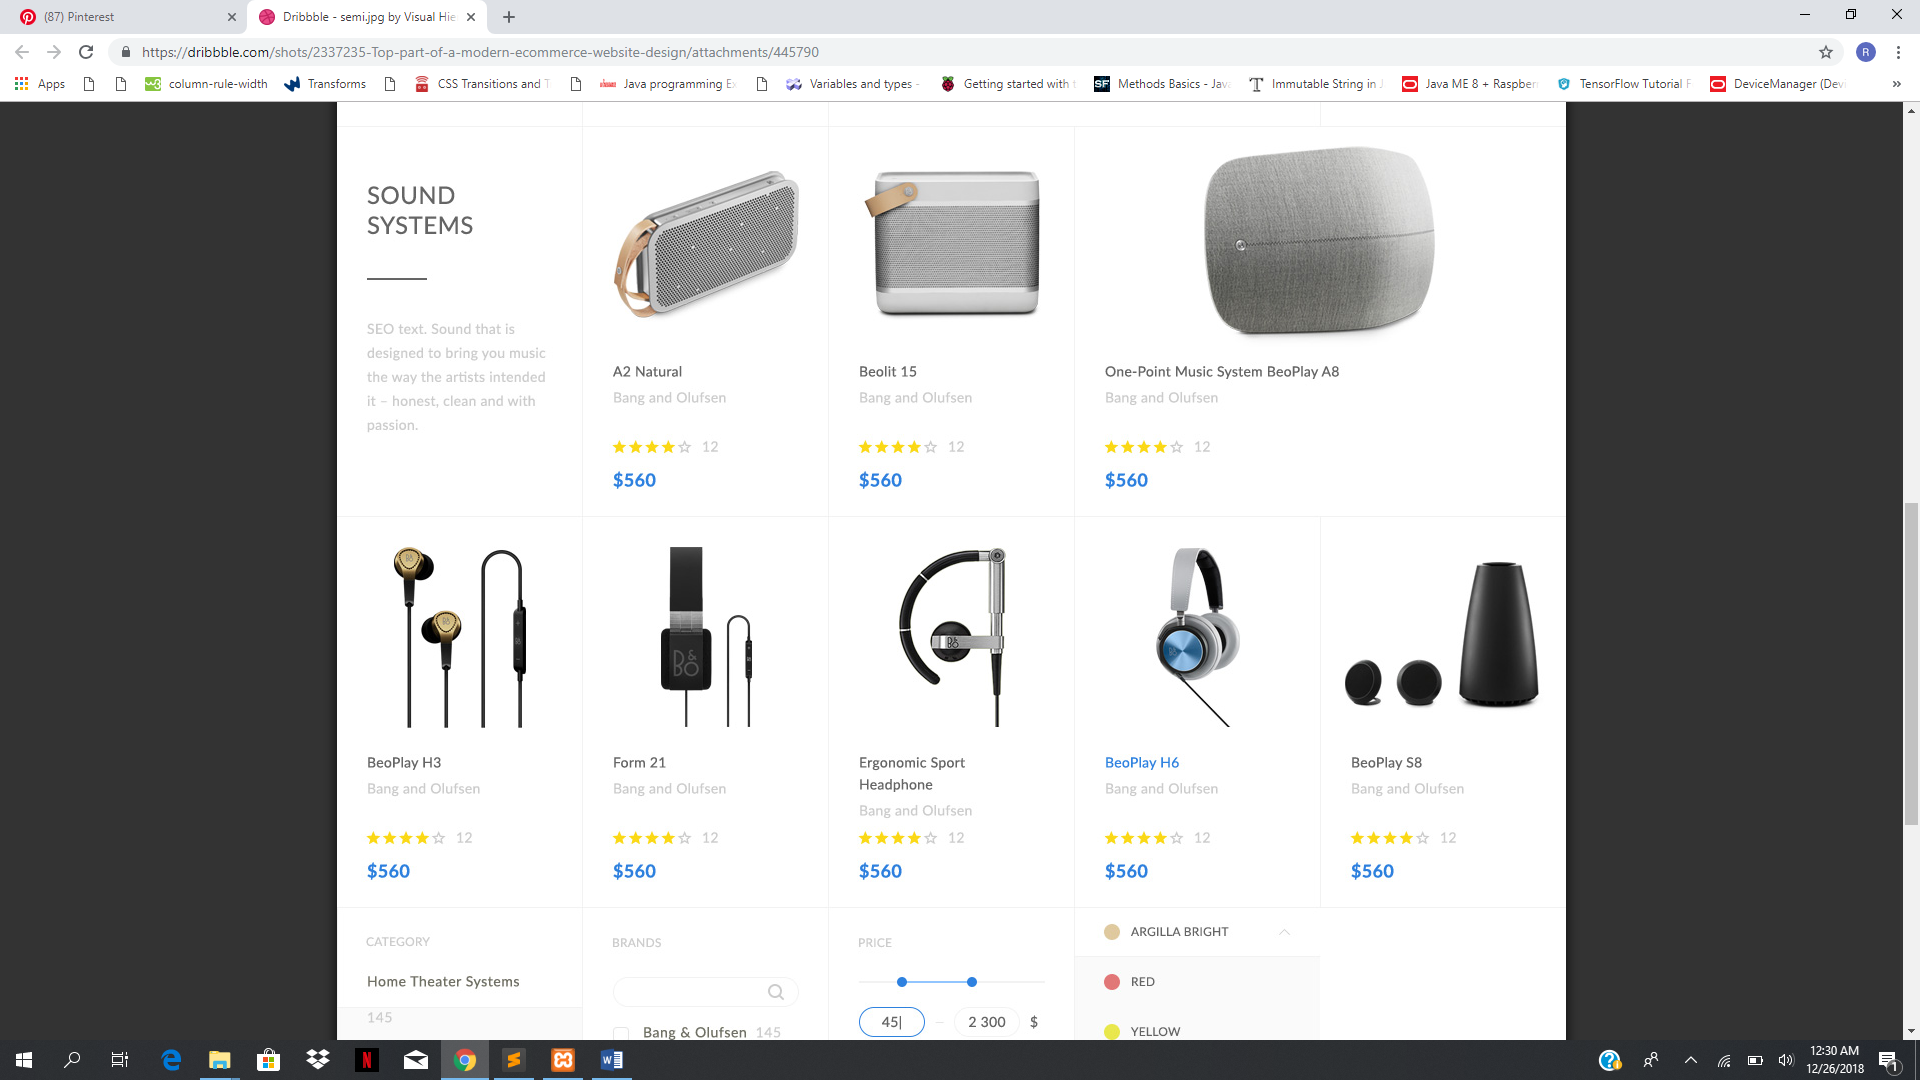 (87) Pinterest
Dribbble - semi.jpg by Visual Hie
https://dribbble.com/shots/2337235-Top-part-of-a-modern-ecommerce-website-design/attachments/445790
R
Apps
column-rule-width
Transforms
CSS Transitions and T
Java programming Ex
Variables and types -
Getting started with t
SF
Methods Basics - Java
Immutable String in J
Java ME 8 + Raspberr
TensorFlow Tutorial F
DeviceManager (Devi
SOUND
SYSTEMS
SEO text. Sound that is
designed to bring you music
the way the artists intended
it – honest, clean and with
passion.
A2 Natural
Bang and Olufsen
12
$560
Beolit 15
Bang and Olufsen
12
$560
One-Point Music System BeoPlay A8
Bang and Olufsen
12
$560
BeoPlay H3
Bang and Olufsen
12
$560
B&O
Form 21
Bang and Olufsen
12
$560
Ergonomic Sport
Headphone
Bang and Olufsen
12
$560
BeoPlay H6
Bang and Olufsen
12
$560
BeoPlay S8
Bang and Olufsen
12
$560
CATEGORY
Home Theater Systems
145
BRANDS
Bang & Olufsen 145
PRICE
45
–
2 300
$
ARGILLA BRIGHT
RED
YELLOW
12:30 AM
12/26/2018
1